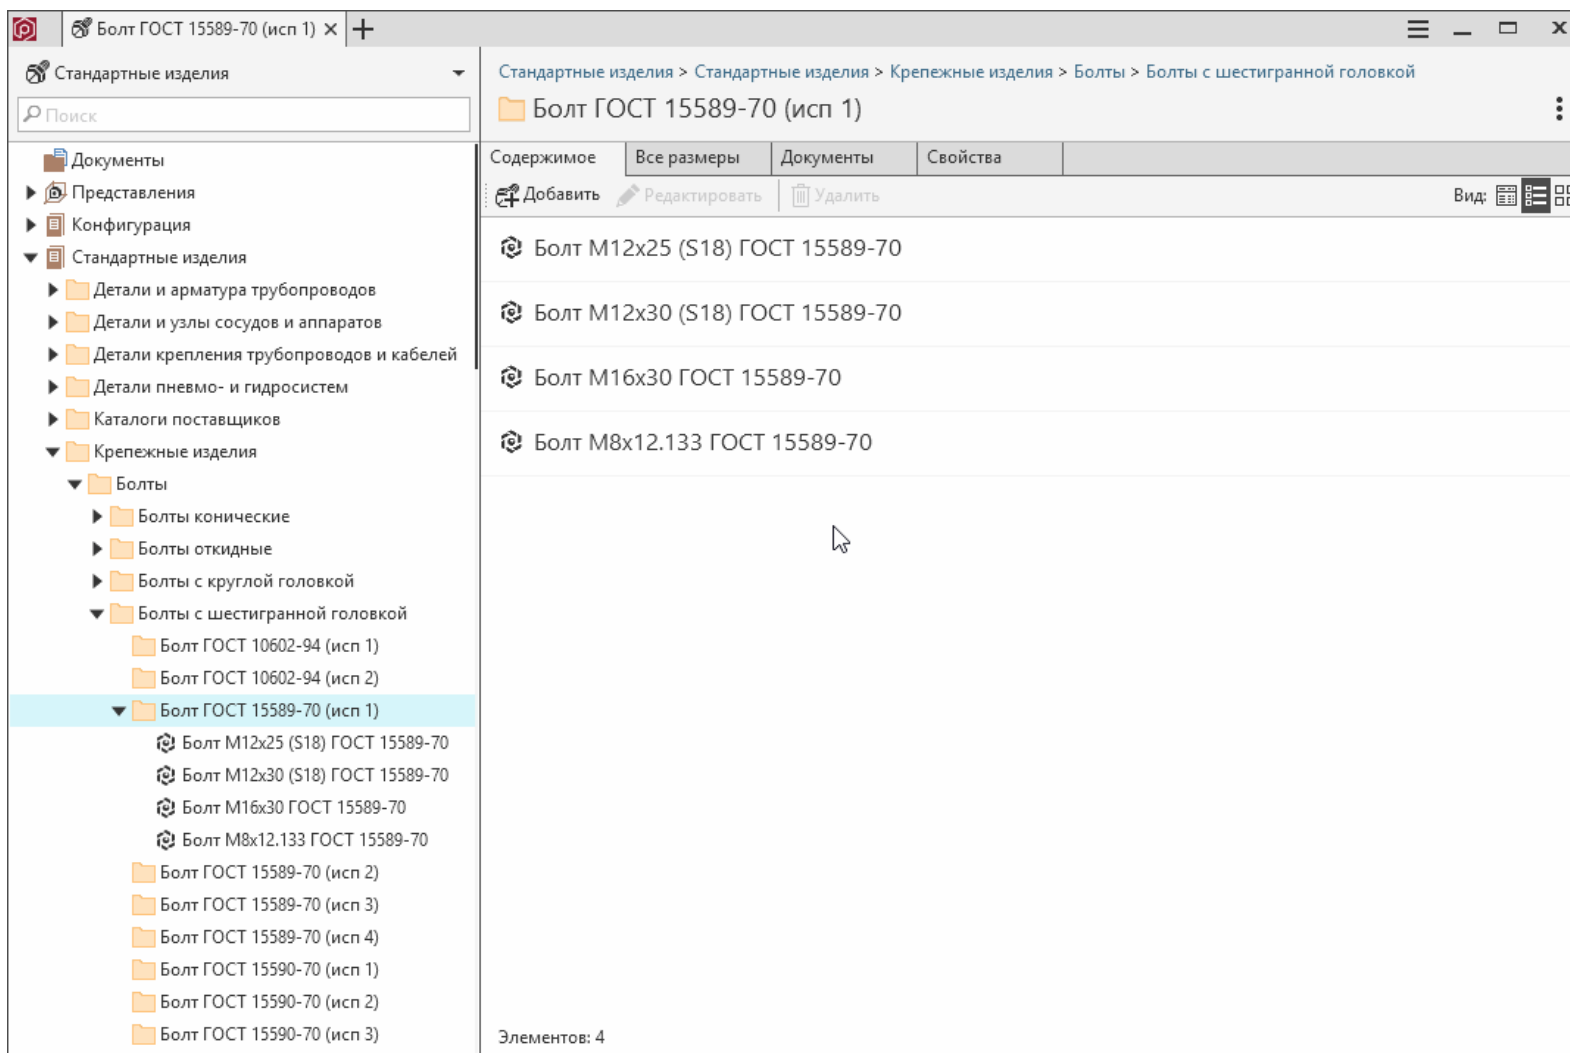 Болт ГОСТ 15589-70 (исп 1)
Стандартные изделия
Поиск
Документы
Представления
Конфигурация
Стандартные изделия
Детали и арматура трубопроводов
Детали и узлы сосудов и аппаратов
Детали крепления трубопроводов и кабелей
Детали пневмо- и гидросистем
Каталоги поставщиков
Крепежные изделия
Болты
Болты конические
Болты откидные
Болты с круглой головкой
Болты с шестигранной головкой
Болт ГОСТ 10602-94 (исп 1)
Болт ГОСТ 10602-94 (исп 2)
Болт ГОСТ 15589-70 (исп 1)
Болт М12x25 (S18) ГОСТ 15589-70
Болт М12x30 (S18) ГОСТ 15589-70
Болт М16x30 ГОСТ 15589-70
Болт М8x12.133 ГОСТ 15589-70
Болт ГОСТ 15589-70 (исп 2)
Болт ГОСТ 15589-70 (исп 3)
Болт ГОСТ 15589-70 (исп 4)
Болт ГОСТ 15590-70 (исп 1)
Болт ГОСТ 15590-70 (исп 2)
Болт ГОСТ 15590-70 (исп 3)
Стандартные изделия > Стандартные изделия > Крепежные изделия > Болты > Болты с шестигранной головкой
Болт ГОСТ 15589-70 (исп 1)
Содержимое Все размеры Документы Свойства
Добавить Редактировать Удалить Вид:
Болт М12x25 (S18) ГОСТ 15589-70
Болт М12x30 (S18) ГОСТ 15589-70
Болт М16x30 ГОСТ 15589-70
Болт М8x12.133 ГОСТ 15589-70
Элементов: 4